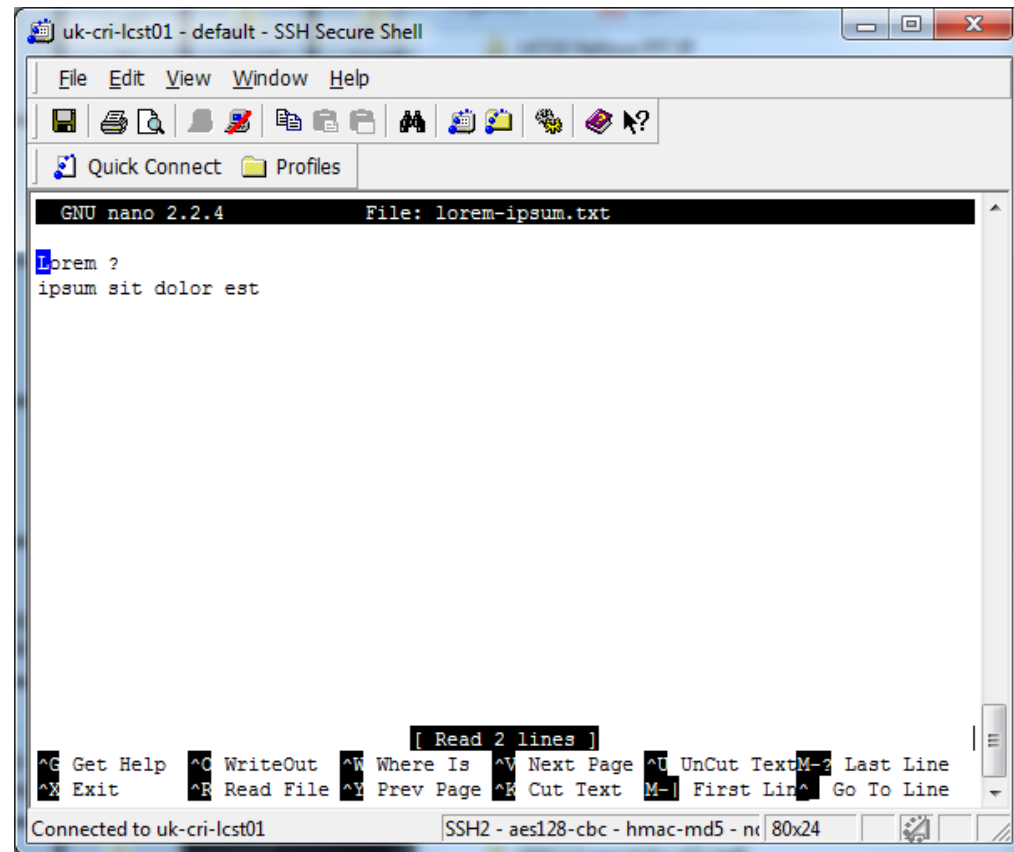 uk-cri-lcst01 - default - SSH Secure Shell
File Edit View Window Help
Quick Connect Profiles
GNU nano 2.2.4 File: lorem-ipsum.txt
Lorem ?
ipsum sit dolor est
[ Read 2 lines ]
^G Get Help ^O WriteOut ^W Where Is ^V Next Page ^U UnCut Text M-? Last Line
^X Exit ^R Read File ^Y Prev Page ^K Cut Text M-| First Lin ^ Go To Line
Connected to uk-cri-lcst01 SSH2 - aes128-cbc - hmac-md5 - 80x24